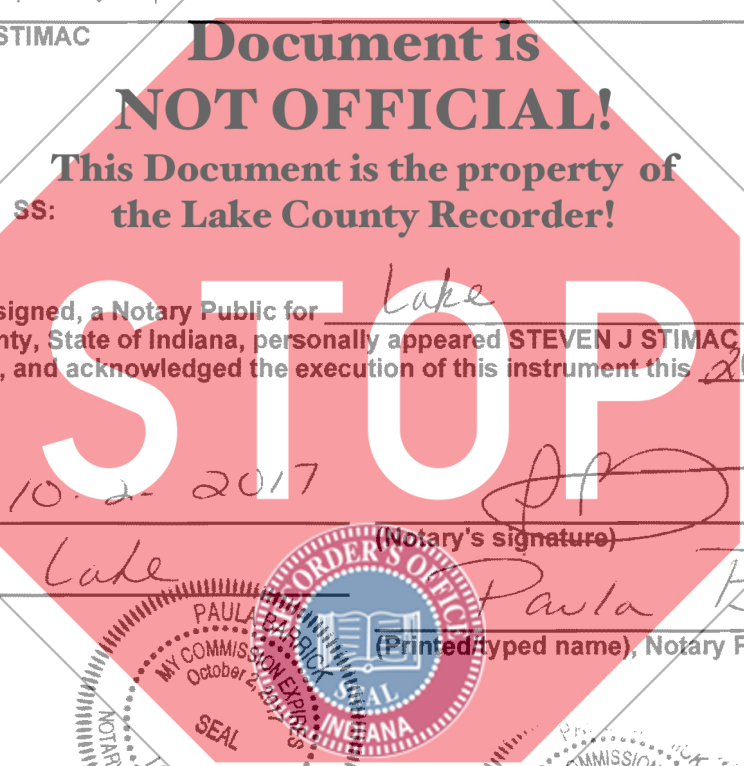 STIMAC
Document is
NOT OFFICIAL!
This Document is the property of
the Lake County Recorder!
SS:
STOP
signed, a Notary Public for Lake
nty, State of Indiana, personally appeared STEVEN J STIMAC
, and acknowledged the execution of this instrument this
10-2-2017
(Notary's signature)
Lake
Paula
(Printed/typed name), Notary P
RECORDER'S OFFICE
SEAL
INDIANA
PAULA BARRICK
MY COMMISSION EXPIRES
October 2, 2017
SEAL
NOTARY
MMISSION